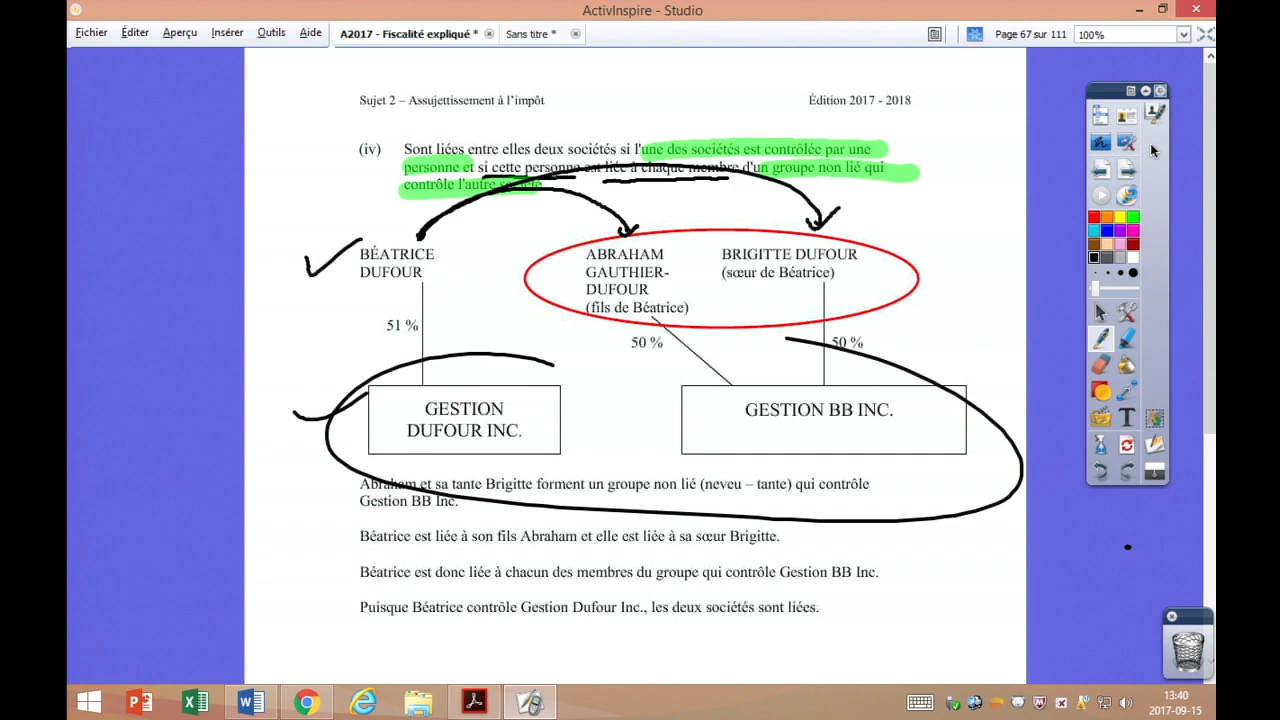 ActivInspire - Studio
Fichier Éditer Aperçu Insérer Outils Aide A2017 - Fiscalité expliqué * Sans titre * Page 67 sur 111 100%
Sujet 2 – Assujettissement à l'impôt Édition 2017 - 2018
(iv) Sont liées entre elles deux sociétés si l'une des sociétés est contrôlée par une
personne et si cette personne est liée à chaque membre d'un groupe non lié qui
contrôle l'autre société
BÉATRICE
DUFOUR
ABRAHAM
GAUTHIER-
DUFOUR
(fils de Béatrice)
BRIGITTE DUFOUR
(sœur de Béatrice)
51 %
50 %
50 %
GESTION
DUFOUR INC.
GESTION BB INC.
Abraham et sa tante Brigitte forment un groupe non lié (neveu – tante) qui contrôle
Gestion BB Inc.
Béatrice est liée à son fils Abraham et elle est liée à sa sœur Brigitte.
Béatrice est donc liée à chacun des membres du groupe qui contrôle Gestion BB Inc.
Puisque Béatrice contrôle Gestion Dufour Inc., les deux sociétés sont liées.
13:40
2017-09-15